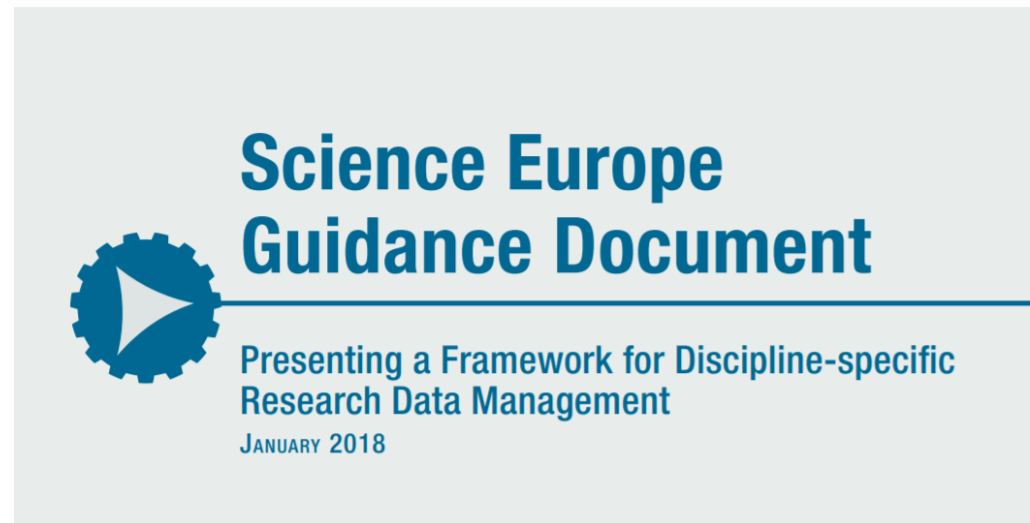 Science Europe
Guidance Document
Presenting a Framework for Discipline-specific
Research Data Management
January 2018